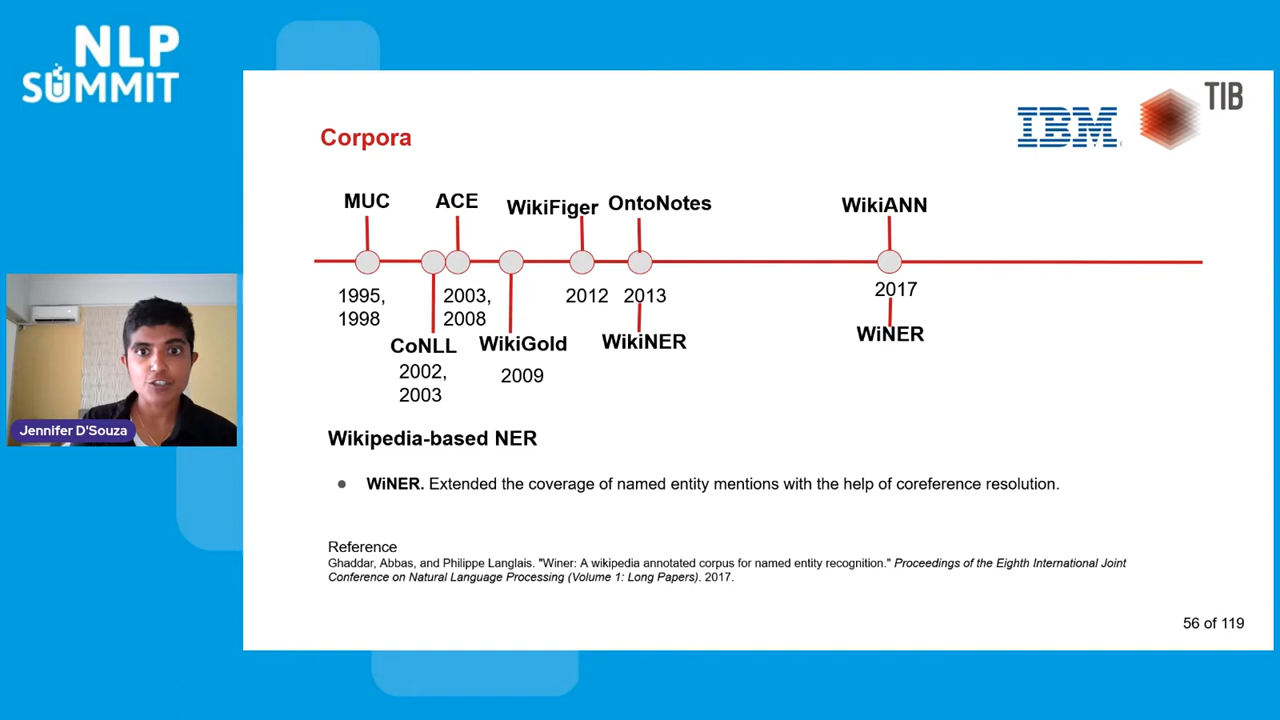 NLP
SUMMIT
IBM
TIB
Corpora
MUC
ACE
WikiFiger
OntoNotes
WikiANN
1995,
1998
2003,
2008
2012
2013
2017
CoNLL
2002,
2003
WikiGold
2009
WikiNER
WiNER
Jennifer D'Souza
Wikipedia-based NER
● WiNER. Extended the coverage of named entity mentions with the help of coreference resolution.
Reference
Ghaddar, Abbas, and Philippe Langlais. "Winer: A wikipedia annotated corpus for named entity recognition." Proceedings of the Eighth International Joint
Conference on Natural Language Processing (Volume 1: Long Papers). 2017.
56 of 119